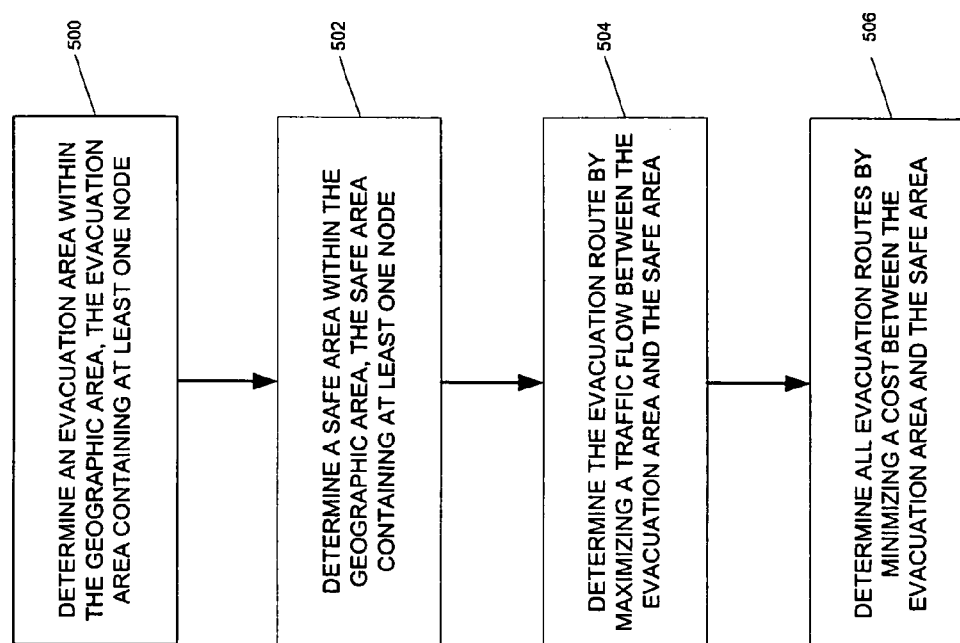 DETERMINE AN EVACUATION AREA WITHIN
THE GEOGRAPHIC AREA, THE EVACUATION
AREA CONTAINING AT LEAST ONE NODE
500
DETERMINE A SAFE AREA WITHIN THE
GEOGRAPHIC AREA, THE SAFE AREA
CONTAINING AT LEAST ONE NODE
502
DETERMINE THE EVACUATION ROUTE BY
MAXIMIZING A TRAFFIC FLOW BETWEEN THE
EVACUATION AREA AND THE SAFE AREA
504
DETERMINE ALL EVACUATION ROUTES BY
MINIMIZING A COST BETWEEN THE
EVACUATION AREA AND THE SAFE AREA
506